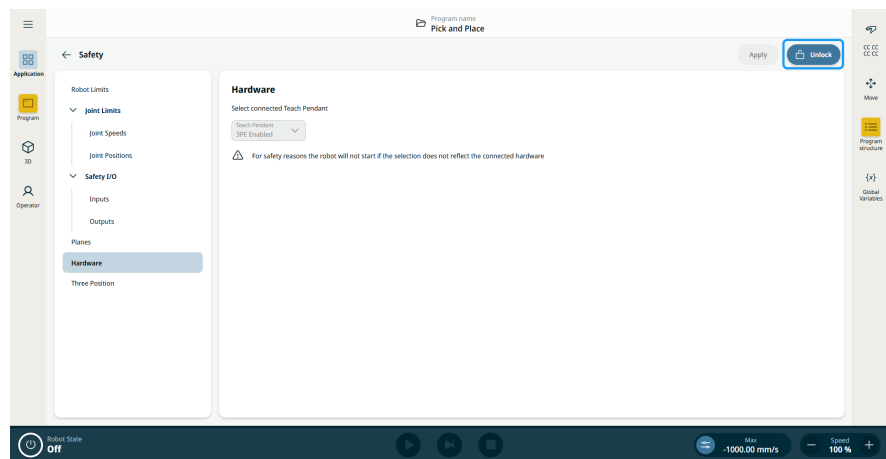 Program name
Pick and Place
Safety
Apply
Unlock
Application
Program
3D
Operator
Robot Limits
Joint Limits
Joint Speeds
Joint Positions
Safety I/O
Inputs
Outputs
Planes
Hardware
Three Position
Hardware
Select connected Teach Pendant
Teach Pendant
3PE Enabled
For safety reasons the robot will not start if the selection does not reflect the connected hardware
CC CC
CC CC
Move
Program
structure
{x}
Global
Variables
Robot State
Off
Max
-1000.00 mm/s
Speed
100 %